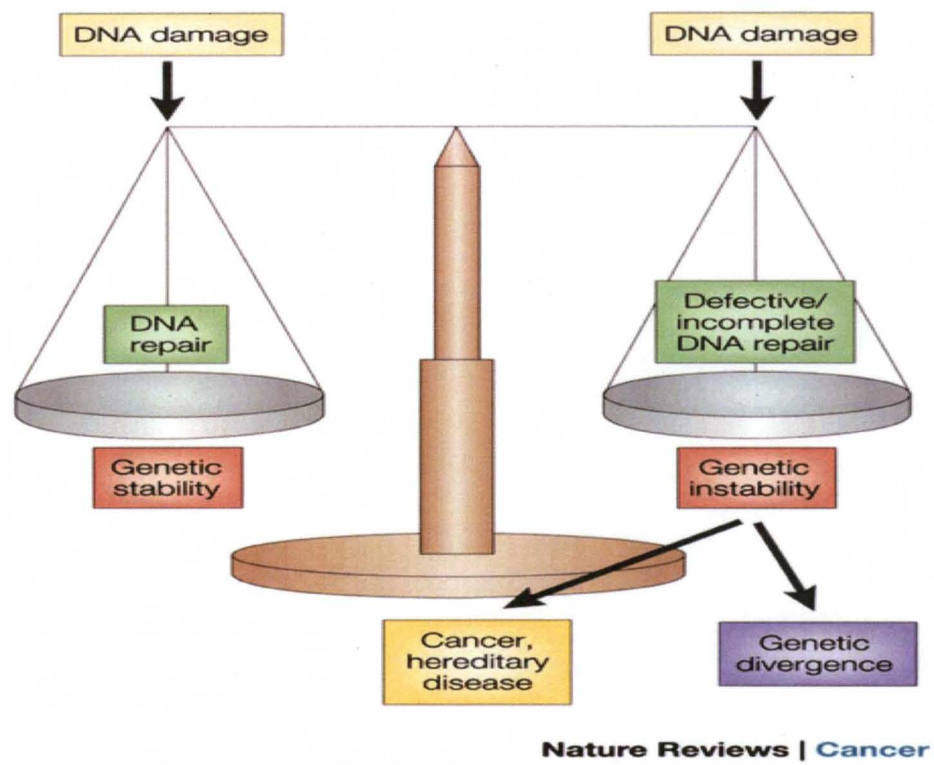 DNA damage
DNA damage
DNA
repair
Defective/
incomplete
DNA repair
Genetic
stability
Genetic
instability
Cancer,
hereditary
disease
Genetic
divergence
Nature Reviews | Cancer